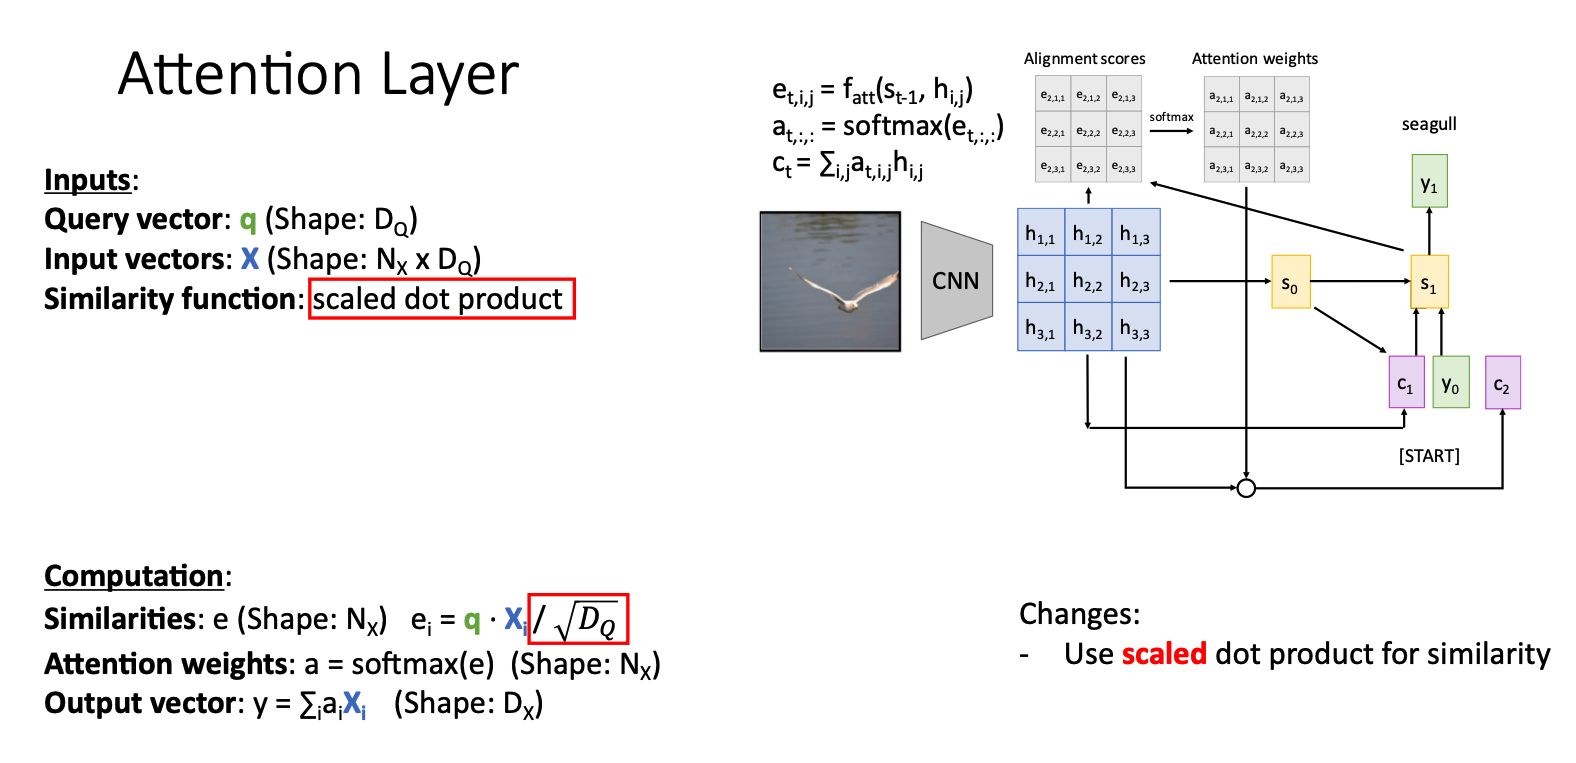 Attention Layer
Inputs:
Query vector: q (Shape: D_Q)
Input vectors: X (Shape: N_X x D_Q)
Similarity function: scaled dot product
Computation:
Similarities: e (Shape: N_X)   e_i = q · X_i / √D_Q
Attention weights: a = softmax(e)  (Shape: N_X)
Output vector: y = ∑_i a_i X_i   (Shape: D_X)
e_{t,i,j} = f_att(s_{t-1}, h_{i,j})
a_{t,:,:} = softmax(e_{t,:,:})
c_t = ∑_{i,j} a_{t,i,j} h_{i,j}
Alignment scores
e_{2,1,1} e_{2,1,2} e_{2,1,3}
e_{2,2,1} e_{2,2,2} e_{2,2,3}
e_{2,3,1} e_{2,3,2} e_{2,3,3}
softmax
Attention weights
a_{2,1,1} a_{2,1,2} a_{2,1,3}
a_{2,2,1} a_{2,2,2} a_{2,2,3}
a_{2,3,1} a_{2,3,2} a_{2,3,3}
seagull
y_1
CNN
h_{1,1} h_{1,2} h_{1,3}
h_{2,1} h_{2,2} h_{2,3}
h_{3,1} h_{3,2} h_{3,3}
s_0
s_1
c_1
y_0
c_2
[START]
Changes:
- Use scaled dot product for similarity